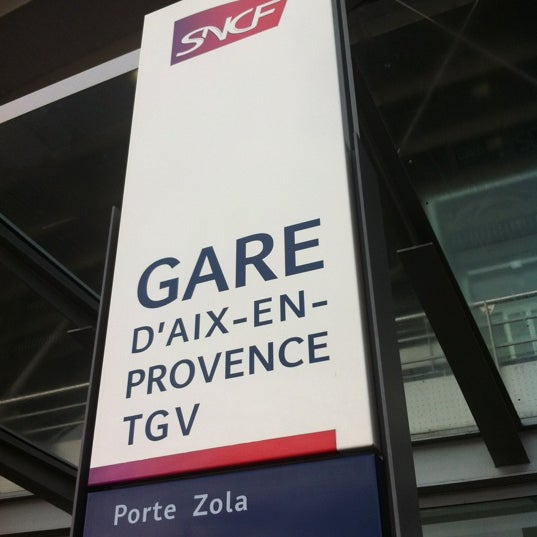 SNCF
GARE
D'AIX-EN-
PROVENCE
TGV
Porte Zola